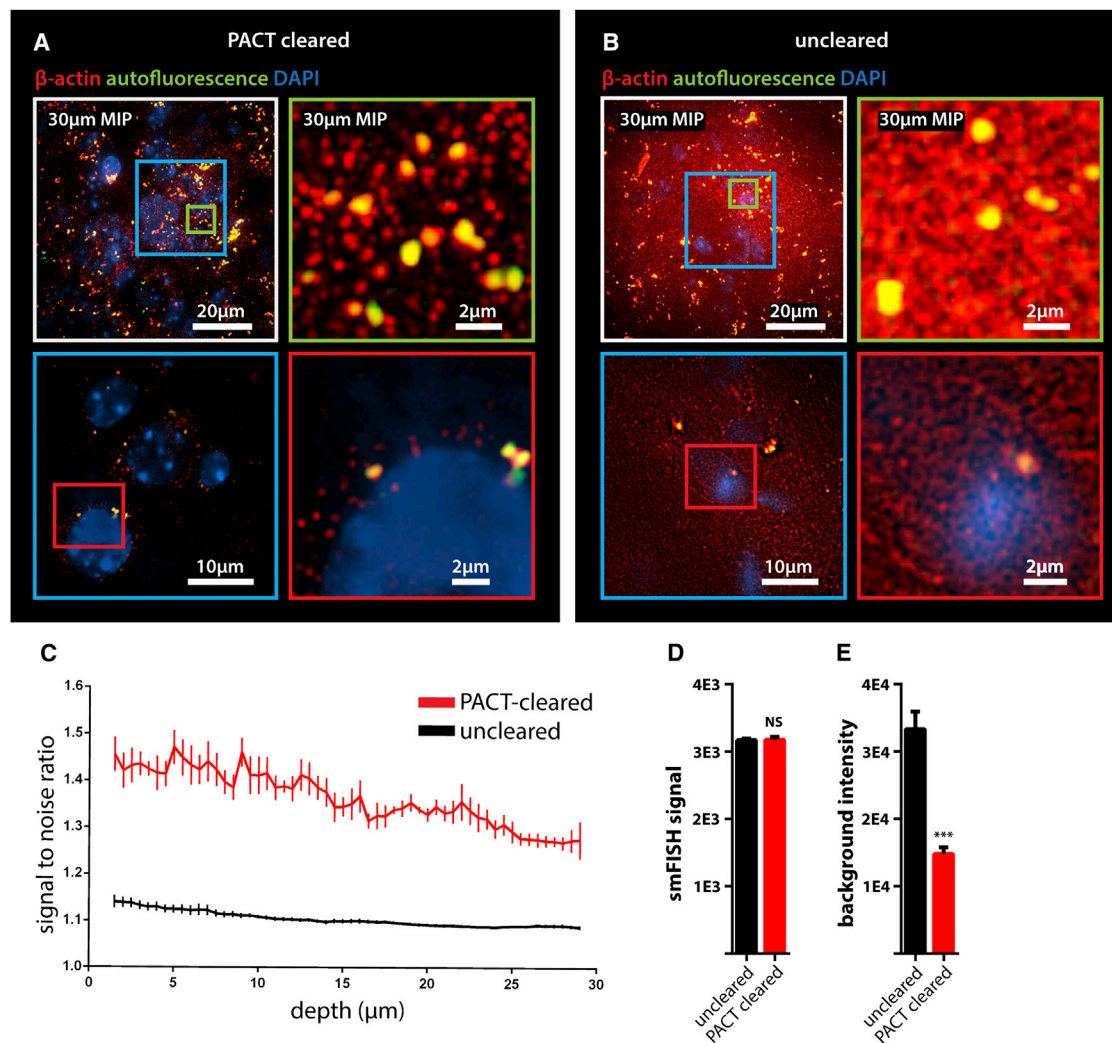 A
PACT cleared
β-actin autofluorescence DAPI
30µm MIP
20µm
2µm
10µm
2µm
B
uncleared
β-actin autofluorescence DAPI
30µm MIP
30µm MIP
20µm
2µm
10µm
2µm
C
signal to noise ratio
1.6
1.5
1.4
1.3
1.2
1.1
1.0
0
5
10
15
20
25
30
depth (µm)
PACT-cleared
uncleared
D
smFISH signal
4E3
3E3
2E3
1E3
NS
uncleared
PACT cleared
E
background intensity
4E4
3E4
2E4
1E4
***
uncleared
PACT cleared